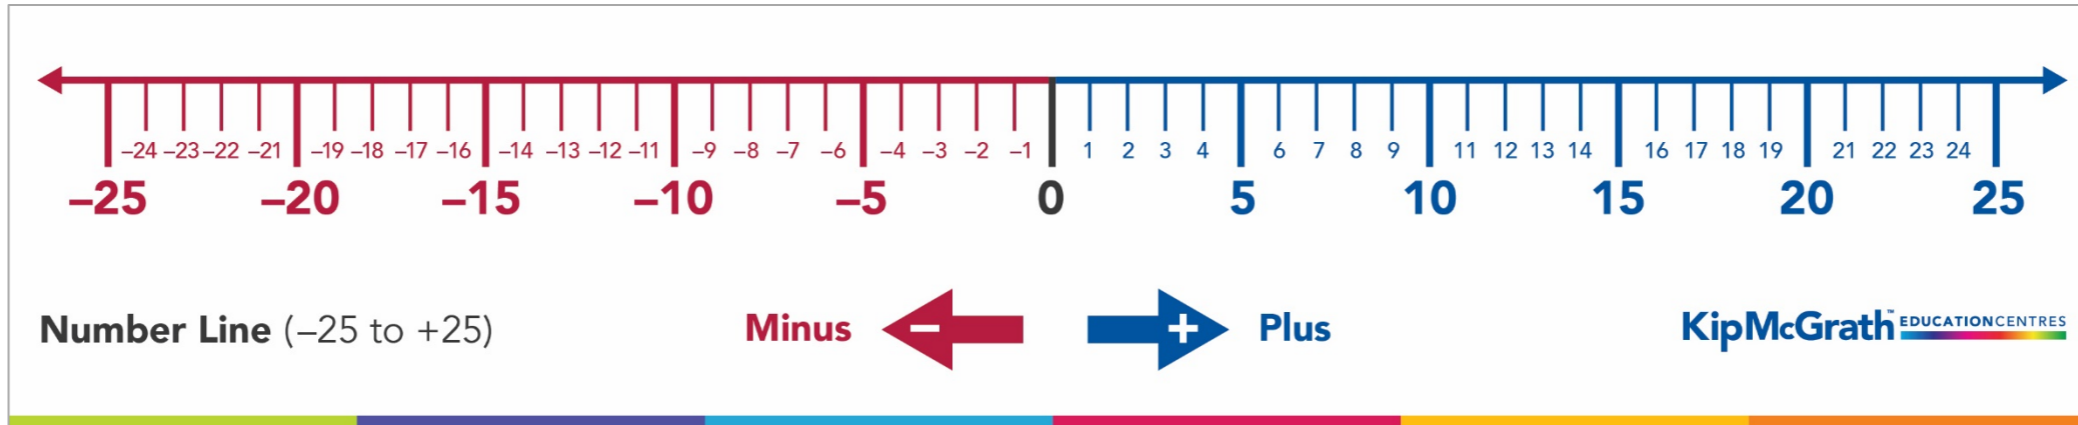 –24 –23 –22 –21 –19 –18 –17 –16 –14 –13 –12 –11 –9 –8 –7 –6 –4 –3 –2 –1 1 2 3 4 6 7 8 9 11 12 13 14 16 17 18 19 21 22 23 24
–25 –20 –15 –10 –5 0 5 10 15 20 25
Number Line (–25 to +25) Minus – + Plus KipMcGrath™ EDUCATIONCENTRES